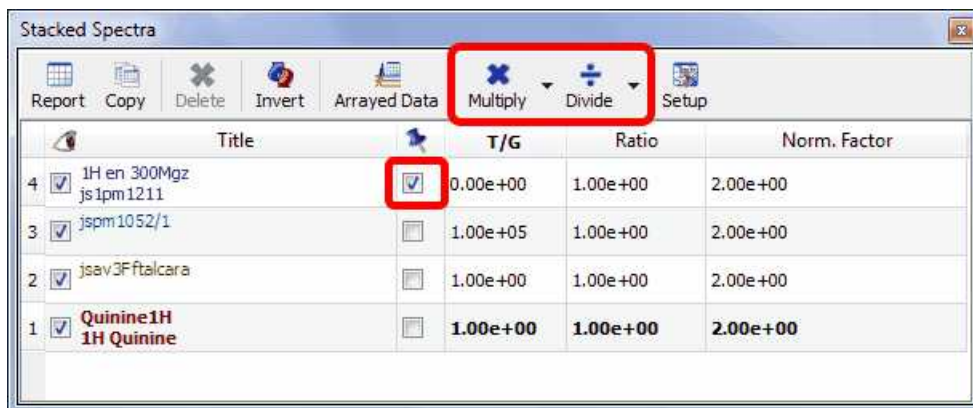 Stacked Spectra
Report Copy Delete Invert Arrayed Data Multiply Divide Setup
Title T/G Ratio Norm. Factor
4 1H en 300Mgz 0.00e+00 1.00e+00 2.00e+00
js1pm1211
3 jspm1052/1 1.00e+05 1.00e+00 2.00e+00
2 jsav3Fftalcara 1.00e+00 1.00e+00 2.00e+00
1 Quinine1H 1.00e+00 1.00e+00 2.00e+00
1H Quinine